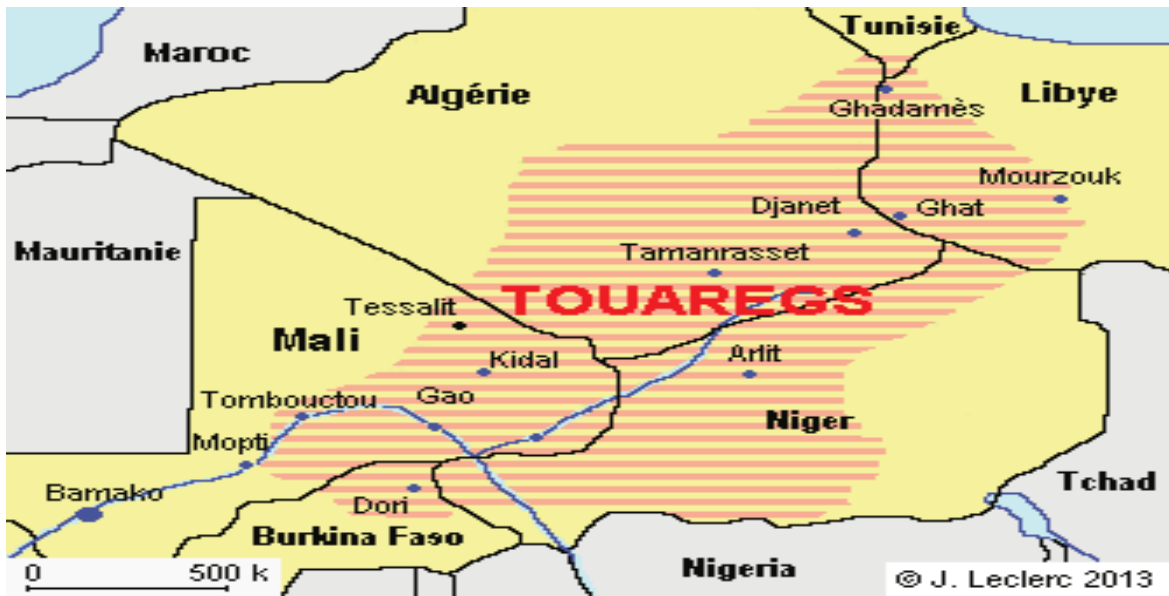 Tunisie
Maroc
Algérie
Libye
Ghadamès
Mourzouk
Djanet
Ghat
Mauritanie
Tamanrasset
TOUAREGS
Tessalit
Mali
Kidal
Arlit
Tombouctou
Gao
Niger
Mopti
Tchad
Bamako
Dori
Burkina Faso
Nigeria
0 500 k
© J. Leclerc 2013